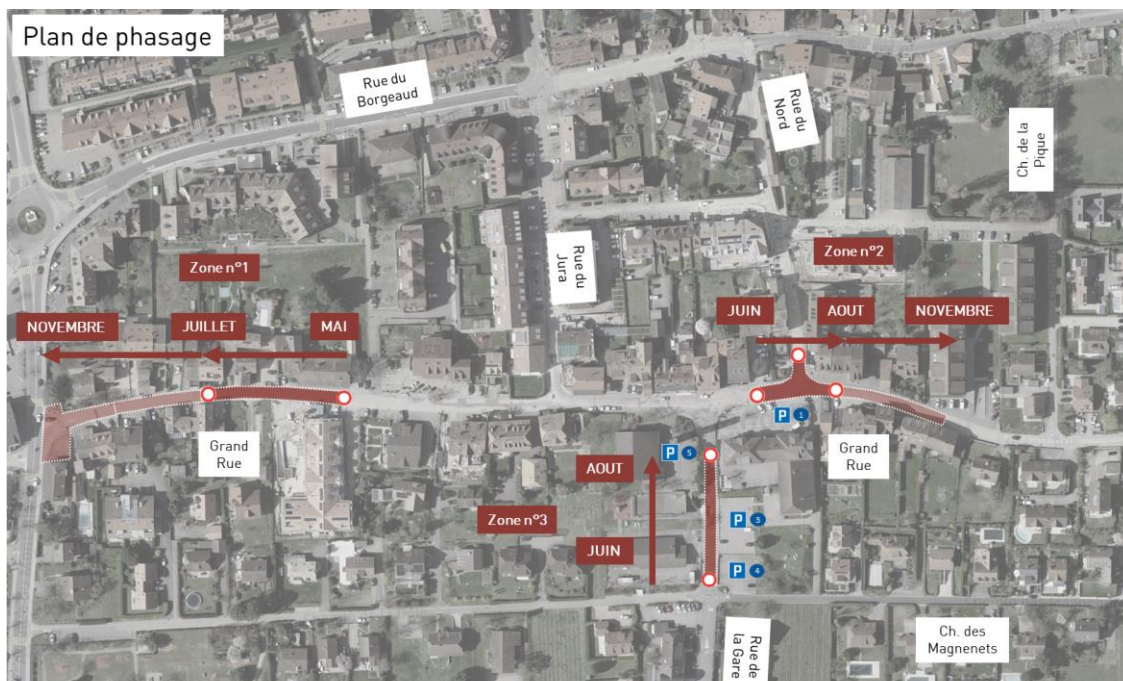 Plan de phasage
Rue du
Borgeaud
Rue du
Nord
Ch. de la
Pique
Zone n°1
Rue du
Jura
Zone n°2
NOVEMBRE
JUILLET
MAI
JUIN
AOUT
NOVEMBRE
P 1
Grand
Rue
Grand
Rue
P 5
AOUT
Zone n°3
P 3
JUIN
P 4
Rue de
la Gare
Ch. des
Magnenets